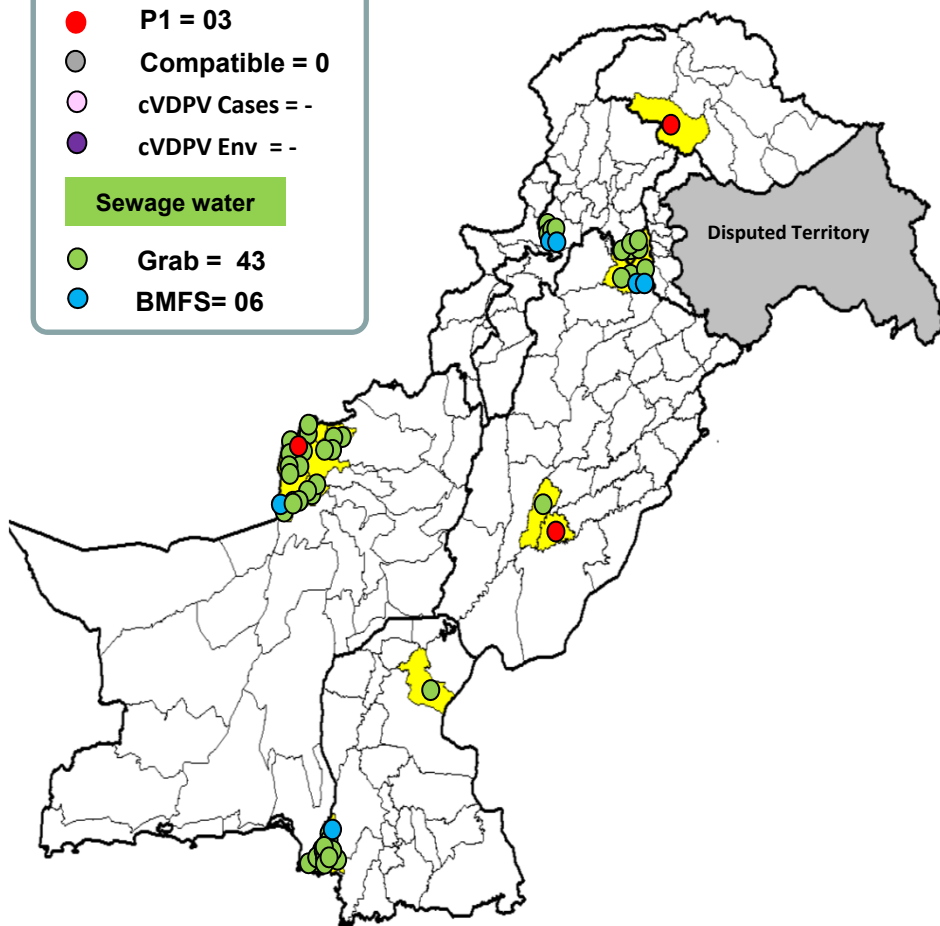 P1 = 03
Compatible = 0
cVDPV Cases = -
cVDPV Env  = -
Sewage water
Grab =  43
BMFS= 06
Disputed Territory